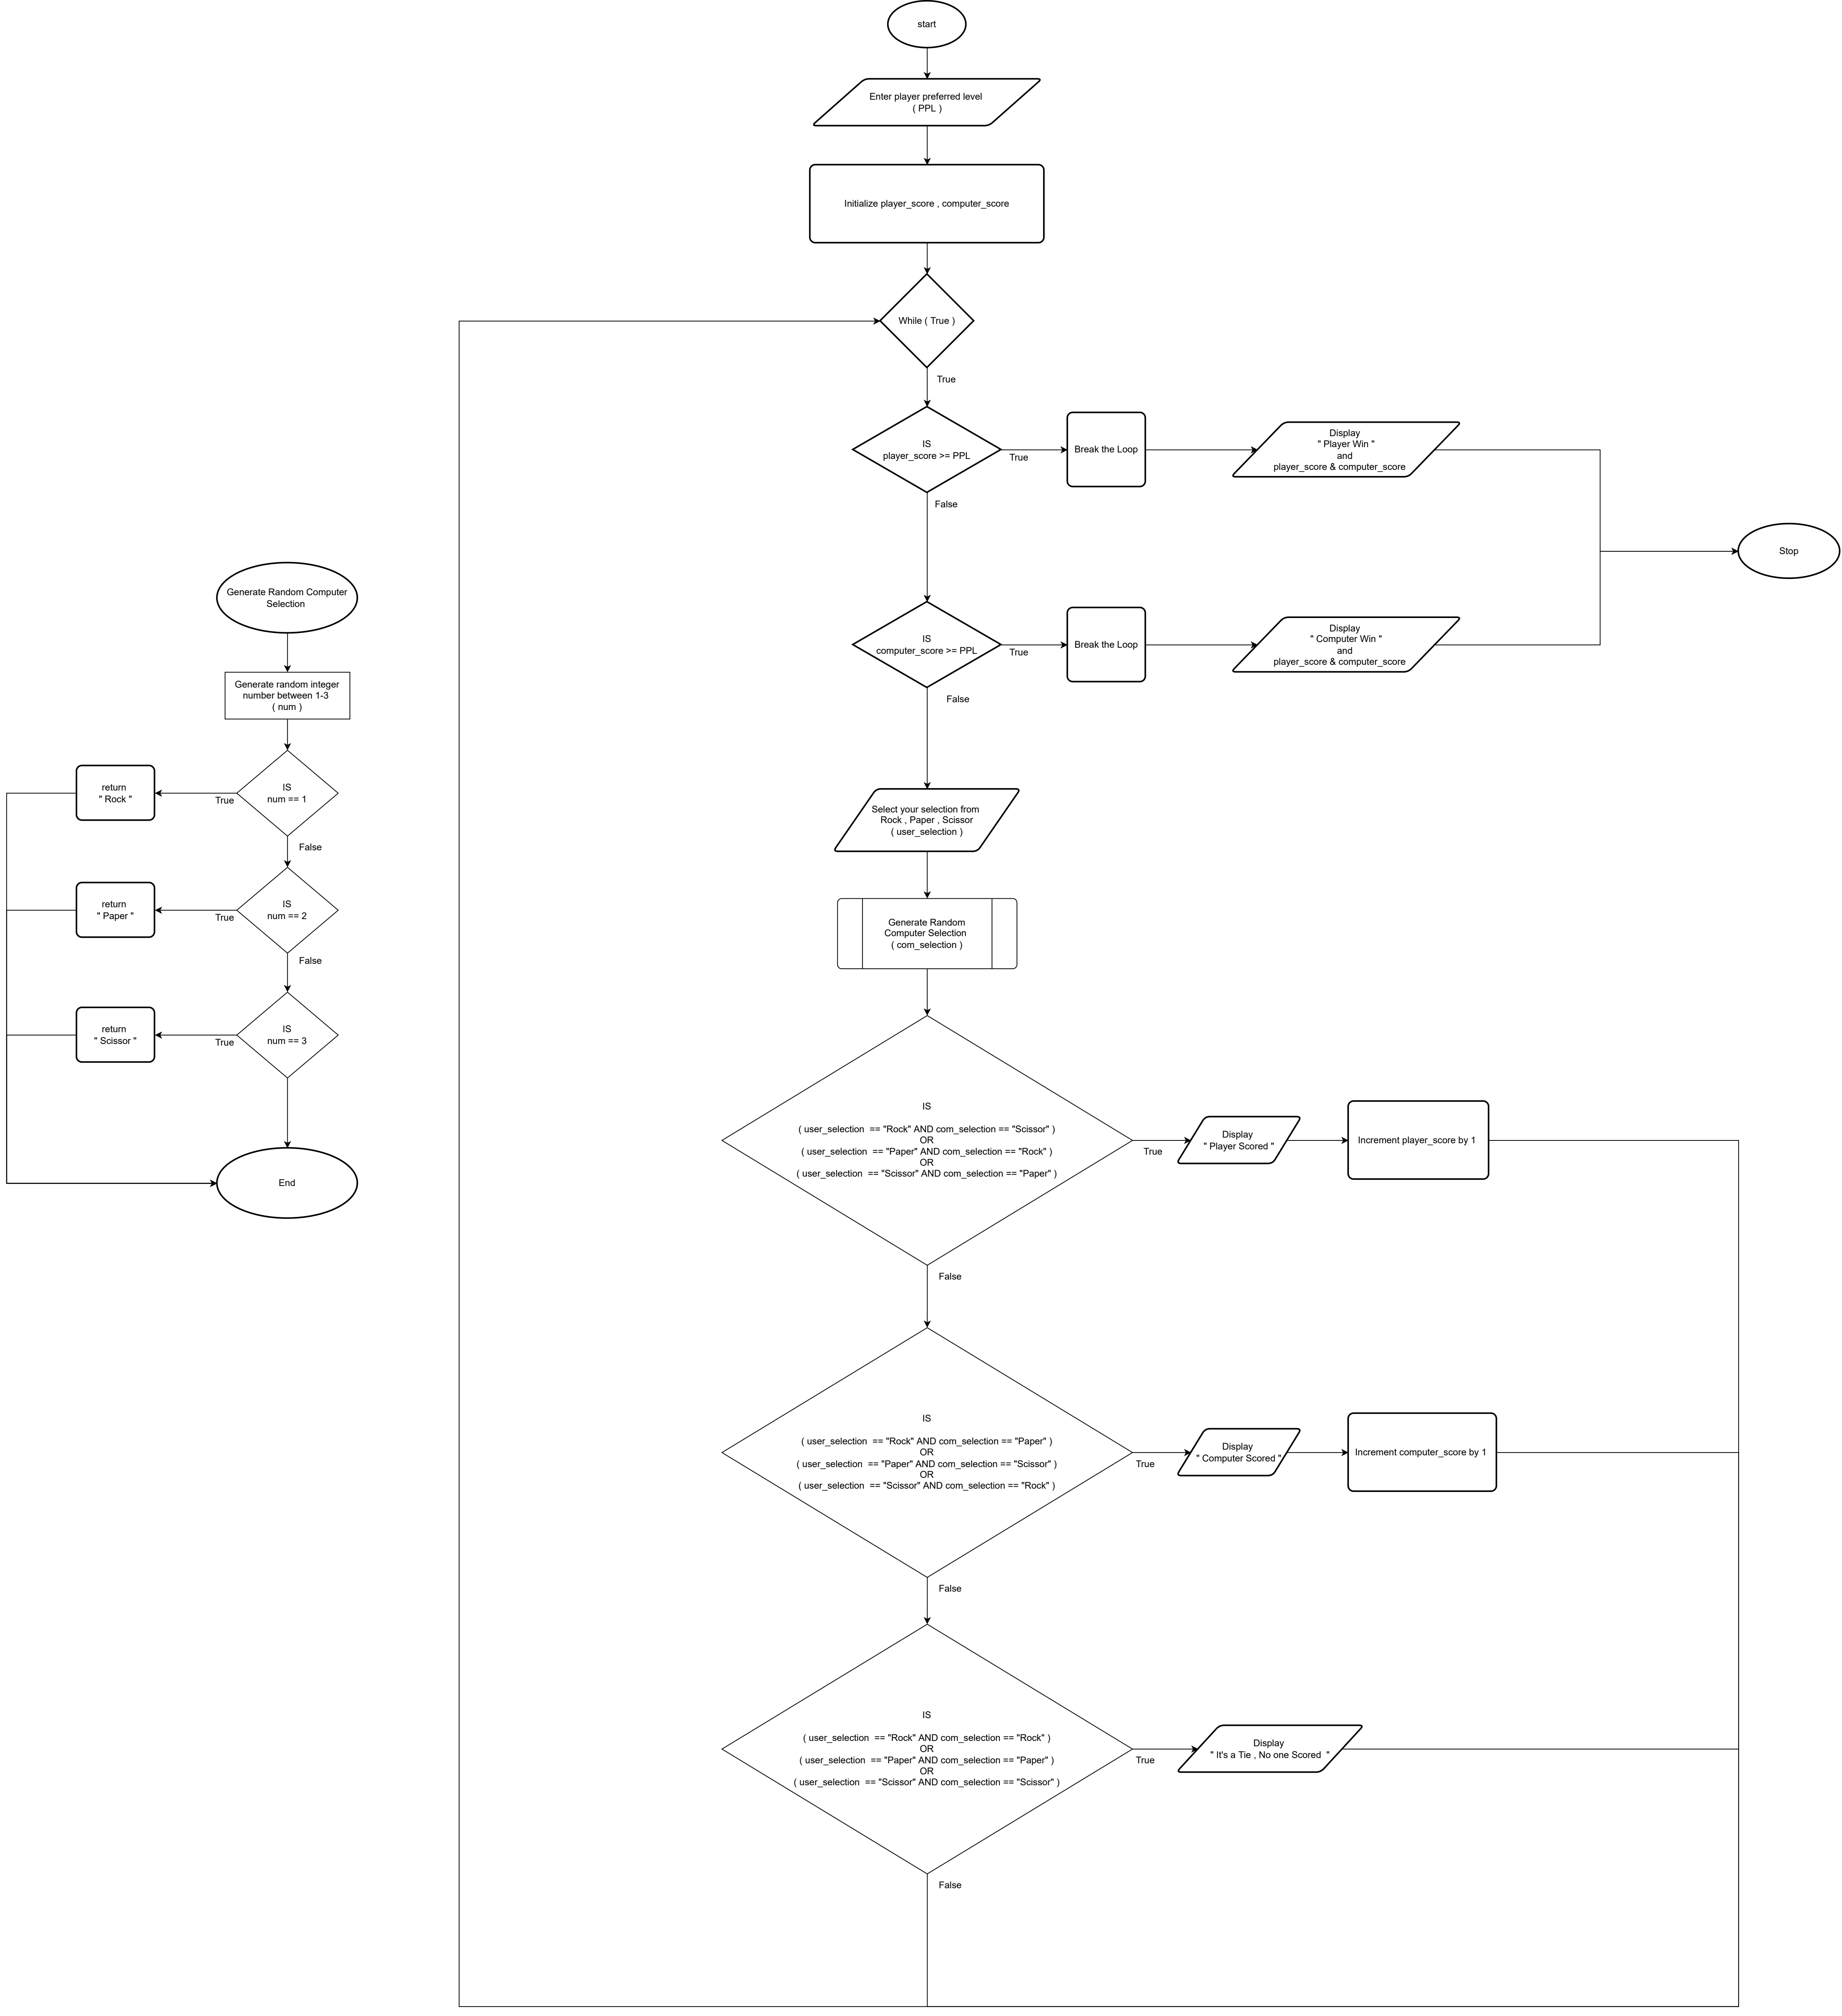 start
Enter player preferred level
( PPL )
Initialize player_score , computer_score
While ( True )
True
IS
player_score >= PPL
True
Break the Loop
Display
" Player Win "
and
player_score & computer_score
False
Stop
IS
computer_score >= PPL
True
Break the Loop
Display
" Computer Win "
and
player_score & computer_score
False
Select your selection from
Rock , Paper , Scissor
( user_selection )
Generate Random
Computer Selection
( com_selection )
IS
( user_selection == "Rock" AND com_selection == "Scissor" )
OR
( user_selection == "Paper" AND com_selection == "Rock" )
OR
( user_selection == "Scissor" AND com_selection == "Paper" )
True
Display
" Player Scored "
Increment player_score by 1
False
IS
( user_selection == "Rock" AND com_selection == "Paper" )
OR
( user_selection == "Paper" AND com_selection == "Scissor" )
OR
( user_selection == "Scissor" AND com_selection == "Rock" )
True
Display
" Computer Scored "
Increment computer_score by 1
False
IS
( user_selection == "Rock" AND com_selection == "Rock" )
OR
( user_selection == "Paper" AND com_selection == "Paper" )
OR
( user_selection == "Scissor" AND com_selection == "Scissor" )
True
Display
" It's a Tie , No one Scored "
False
Generate Random Computer
Selection
Generate random integer
number between 1-3
( num )
IS
num == 1
True
return
" Rock "
False
IS
num == 2
True
return
" Paper "
False
IS
num == 3
True
return
" Scissor "
End